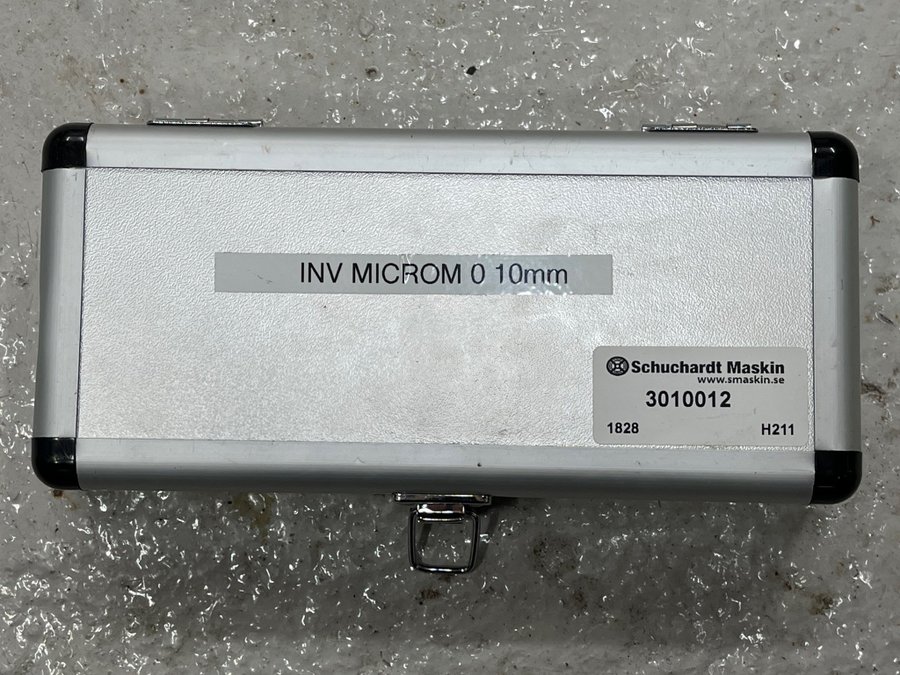 INV MICROM 0 10mm
Schuchardt Maskin
www.smaskin.se
3010012
1828 H211